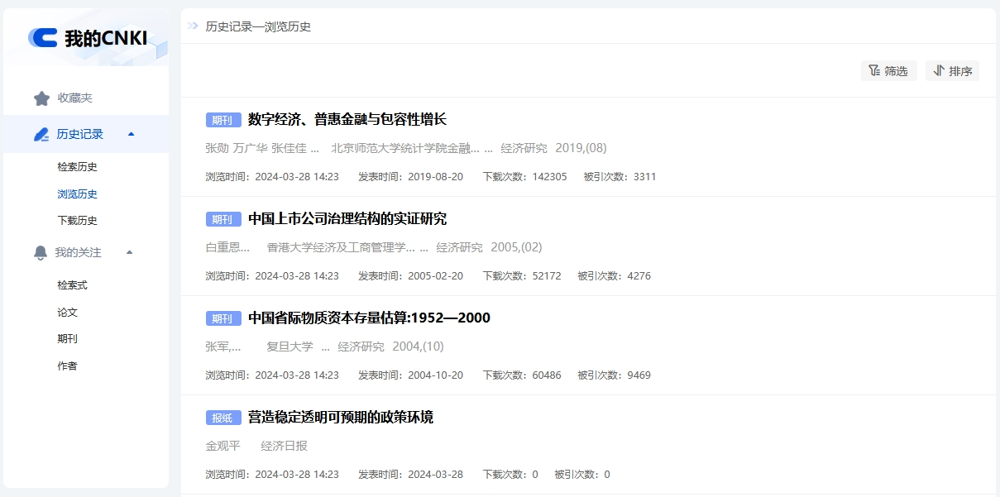 我的CNKI
收藏夹
历史记录
检索历史
浏览历史
下载历史
我的关注
检索式
论文
期刊
作者
历史记录—浏览历史
筛选 排序
期刊 数字经济、普惠金融与包容性增长
张勋 万广华 张佳佳 ... 北京师范大学统计学院金融... ... 经济研究 2019,(08)
浏览时间：2024-03-28 14:23 发表时间：2019-08-20 下载次数：142305 被引次数：3311
期刊 中国上市公司治理结构的实证研究
白重恩... 香港大学经济及工商管理学... ... 经济研究 2005,(02)
浏览时间：2024-03-28 14:23 发表时间：2005-02-20 下载次数：52172 被引次数：4276
期刊 中国省际物质资本存量估算:1952—2000
张军,... 复旦大学 ... 经济研究 2004,(10)
浏览时间：2024-03-28 14:23 发表时间：2004-10-20 下载次数：60486 被引次数：9469
报纸 营造稳定透明可预期的政策环境
金观平 经济日报
浏览时间：2024-03-28 14:23 发表时间：2024-03-28 下载次数：0 被引次数：0